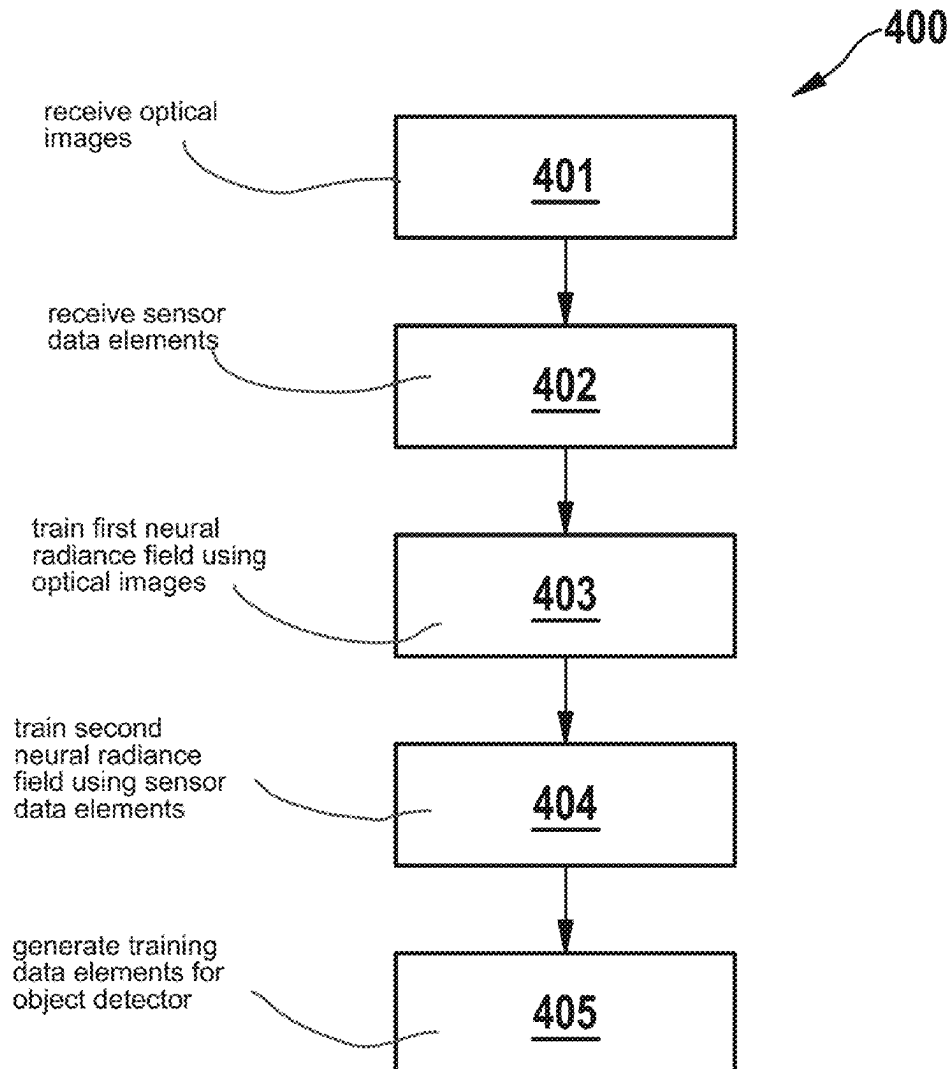 400
receive optical
images
401
receive sensor
data elements
402
train first neural
radiance field using
optical images
403
train second
neural radiance
field using sensor
data elements
404
generate training
data elements for
object detector
405